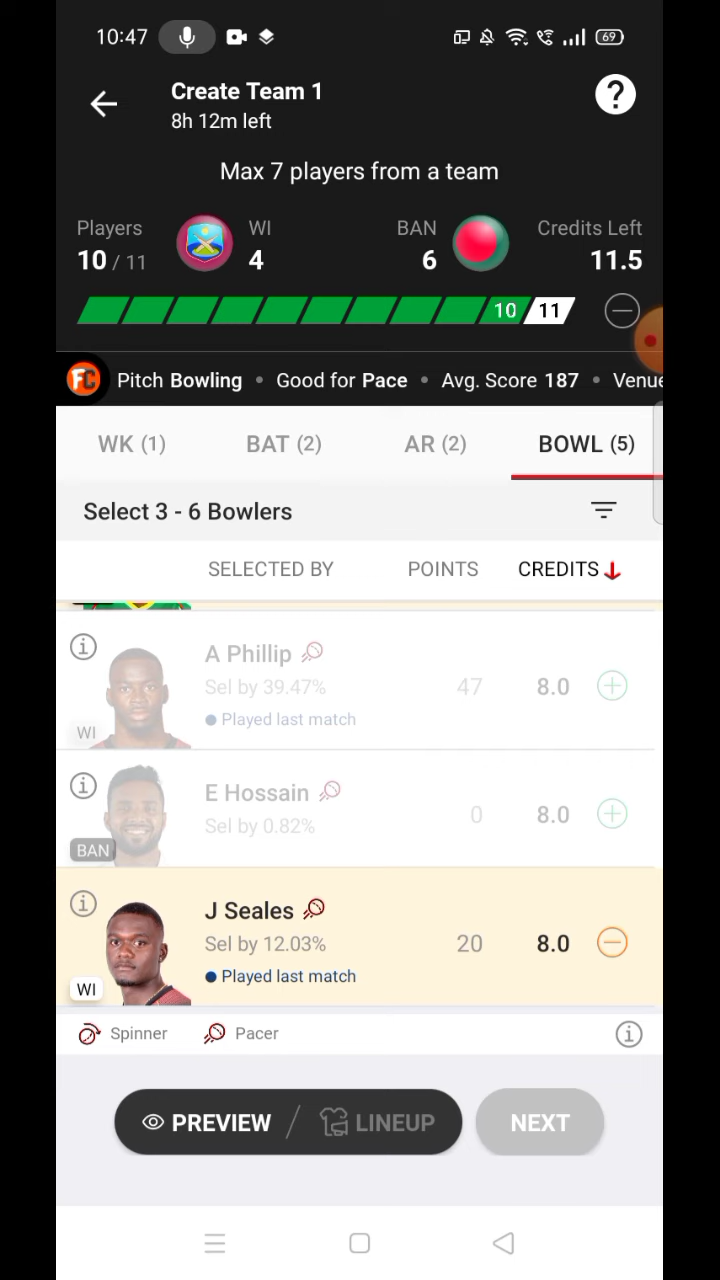 10:47
69
Create Team 1
8h 12m left
?
Max 7 players from a team
Players WI BAN Credits Left
10 / 11 4 6 11.5
10 11
FC Pitch Bowling • Good for Pace • Avg. Score 187 • Venue
WK (1) BAT (2) AR (2) BOWL (5)
Select 3 - 6 Bowlers
SELECTED BY POINTS CREDITS
A Phillip
Sel by 39.47% 47 8.0
Played last match
WI
E Hossain
Sel by 0.82% 0 8.0
BAN
J Seales
Sel by 12.03% 20 8.0
Played last match
WI
Spinner Pacer
PREVIEW / LINEUP NEXT